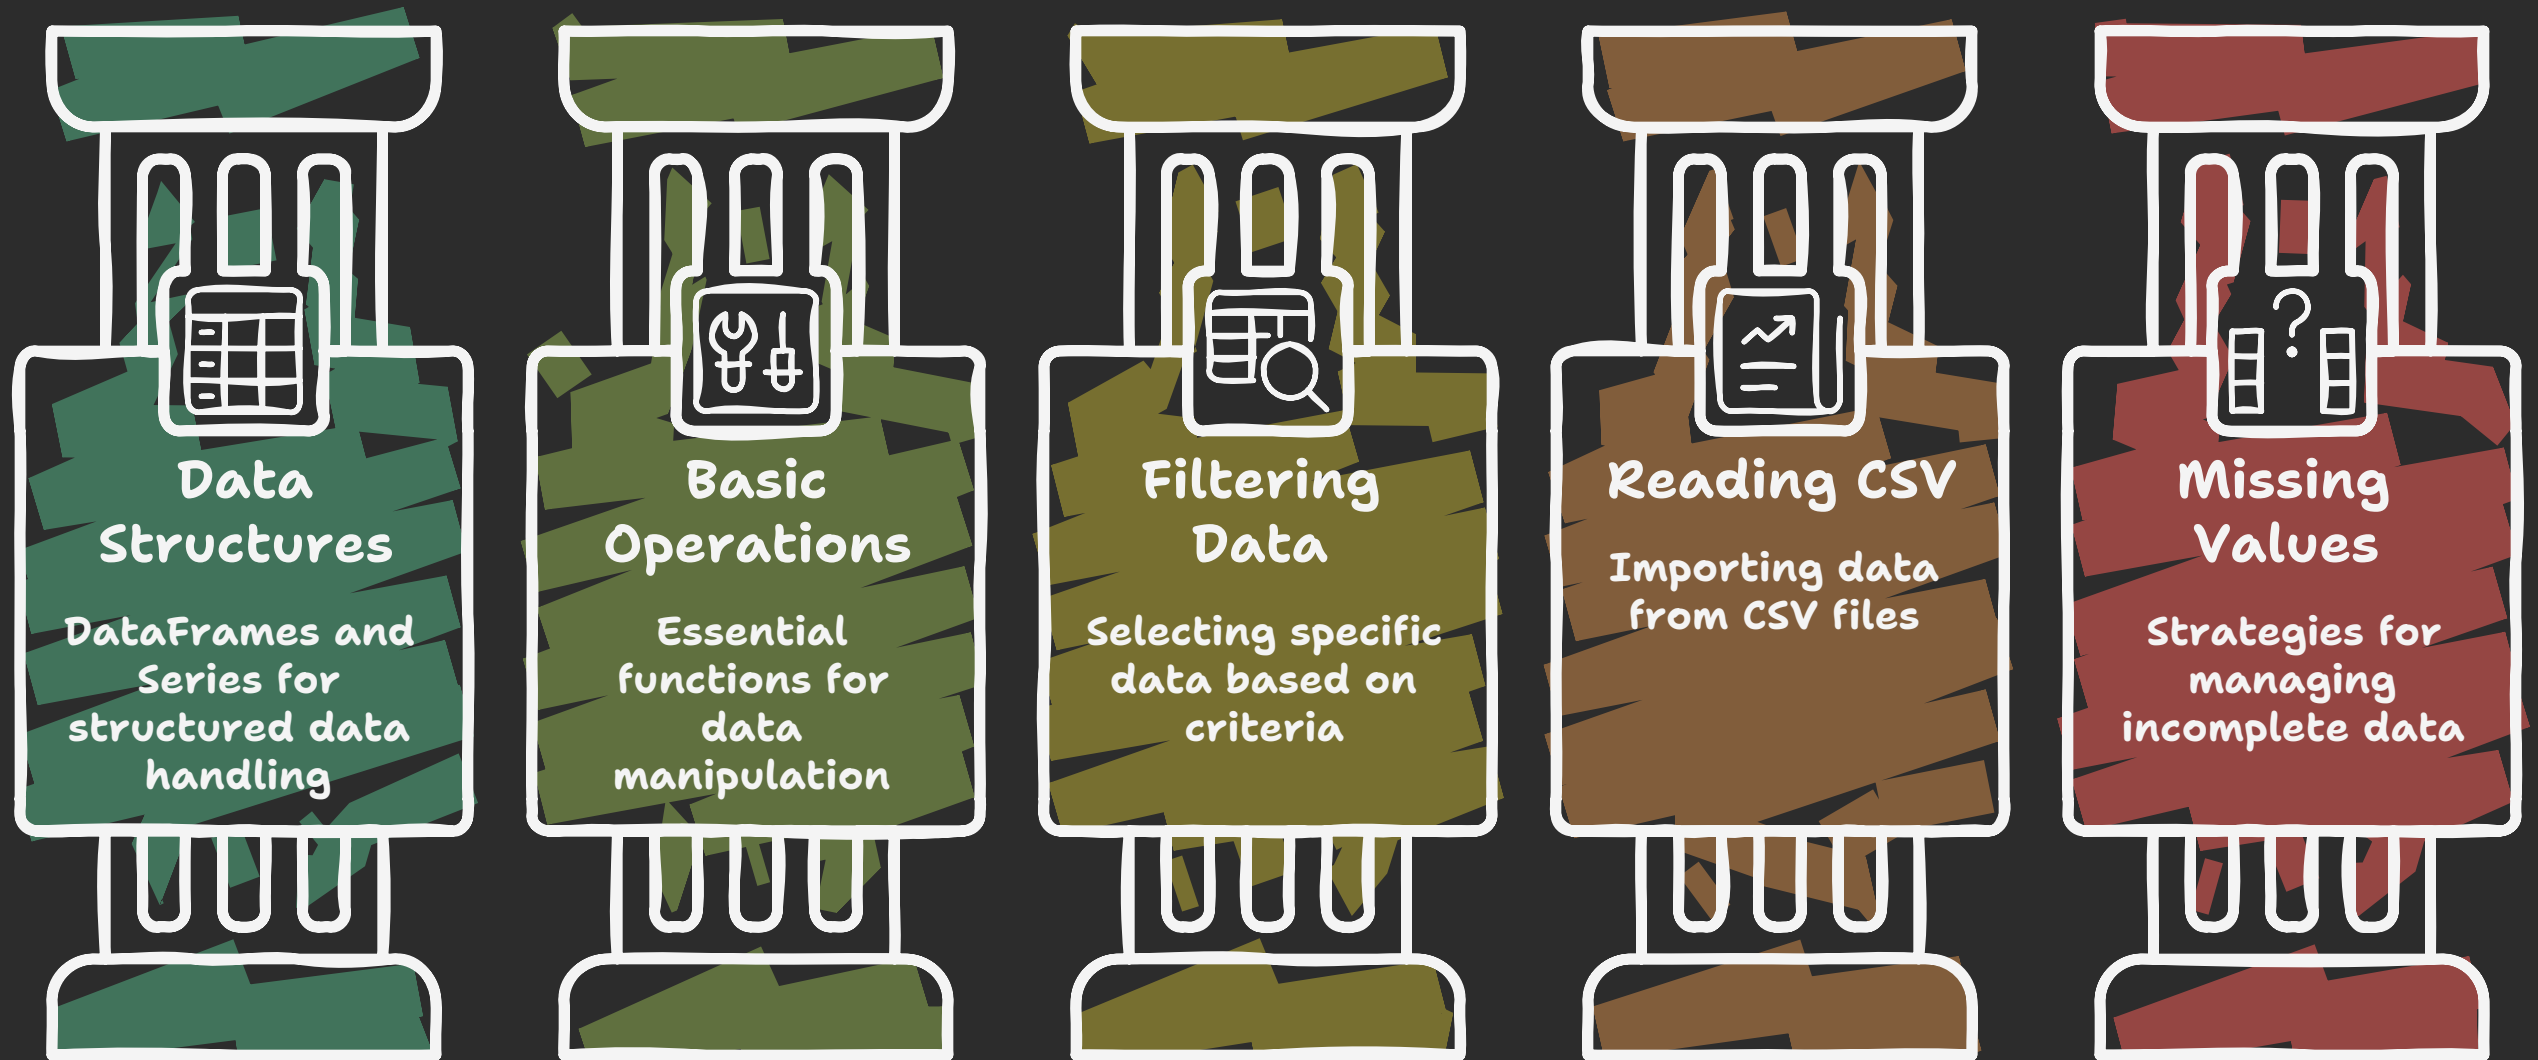 Data
Structures
DataFrames and
Series for
structured data
handling
Basic
Operations
Essential
functions for
data
manipulation
Filtering
Data
Selecting specific
data based on
criteria
Reading CSV
Importing data
from CSV files
Missing
Values
Strategies for
managing
incomplete data